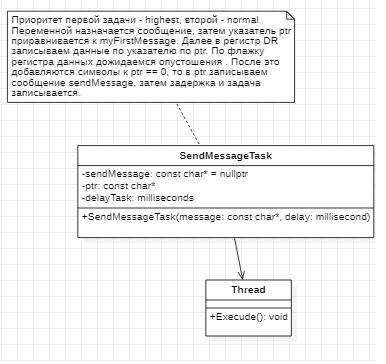 Приоритет первой задачи - highest, второй - normal.
Переменной назначается сообщение, затем указатель ptr
приравнивается к myFirstMessage. Далее в регистр DR
записываем данные по указателю по ptr. По флажку
регистра данных дожидаемся опустошения . После это
добавляются символы к ptr == 0, то в ptr записываем
сообщение sendMessage, затем задержка и задача
записывается.
SendMessageTask
-sendMessage: const char* = nullptr
-ptr: const char*
-delayTask: milliseconds
+SendMessageTask(message: const char*, delay: millisecond)
Thread
+Execute(): void